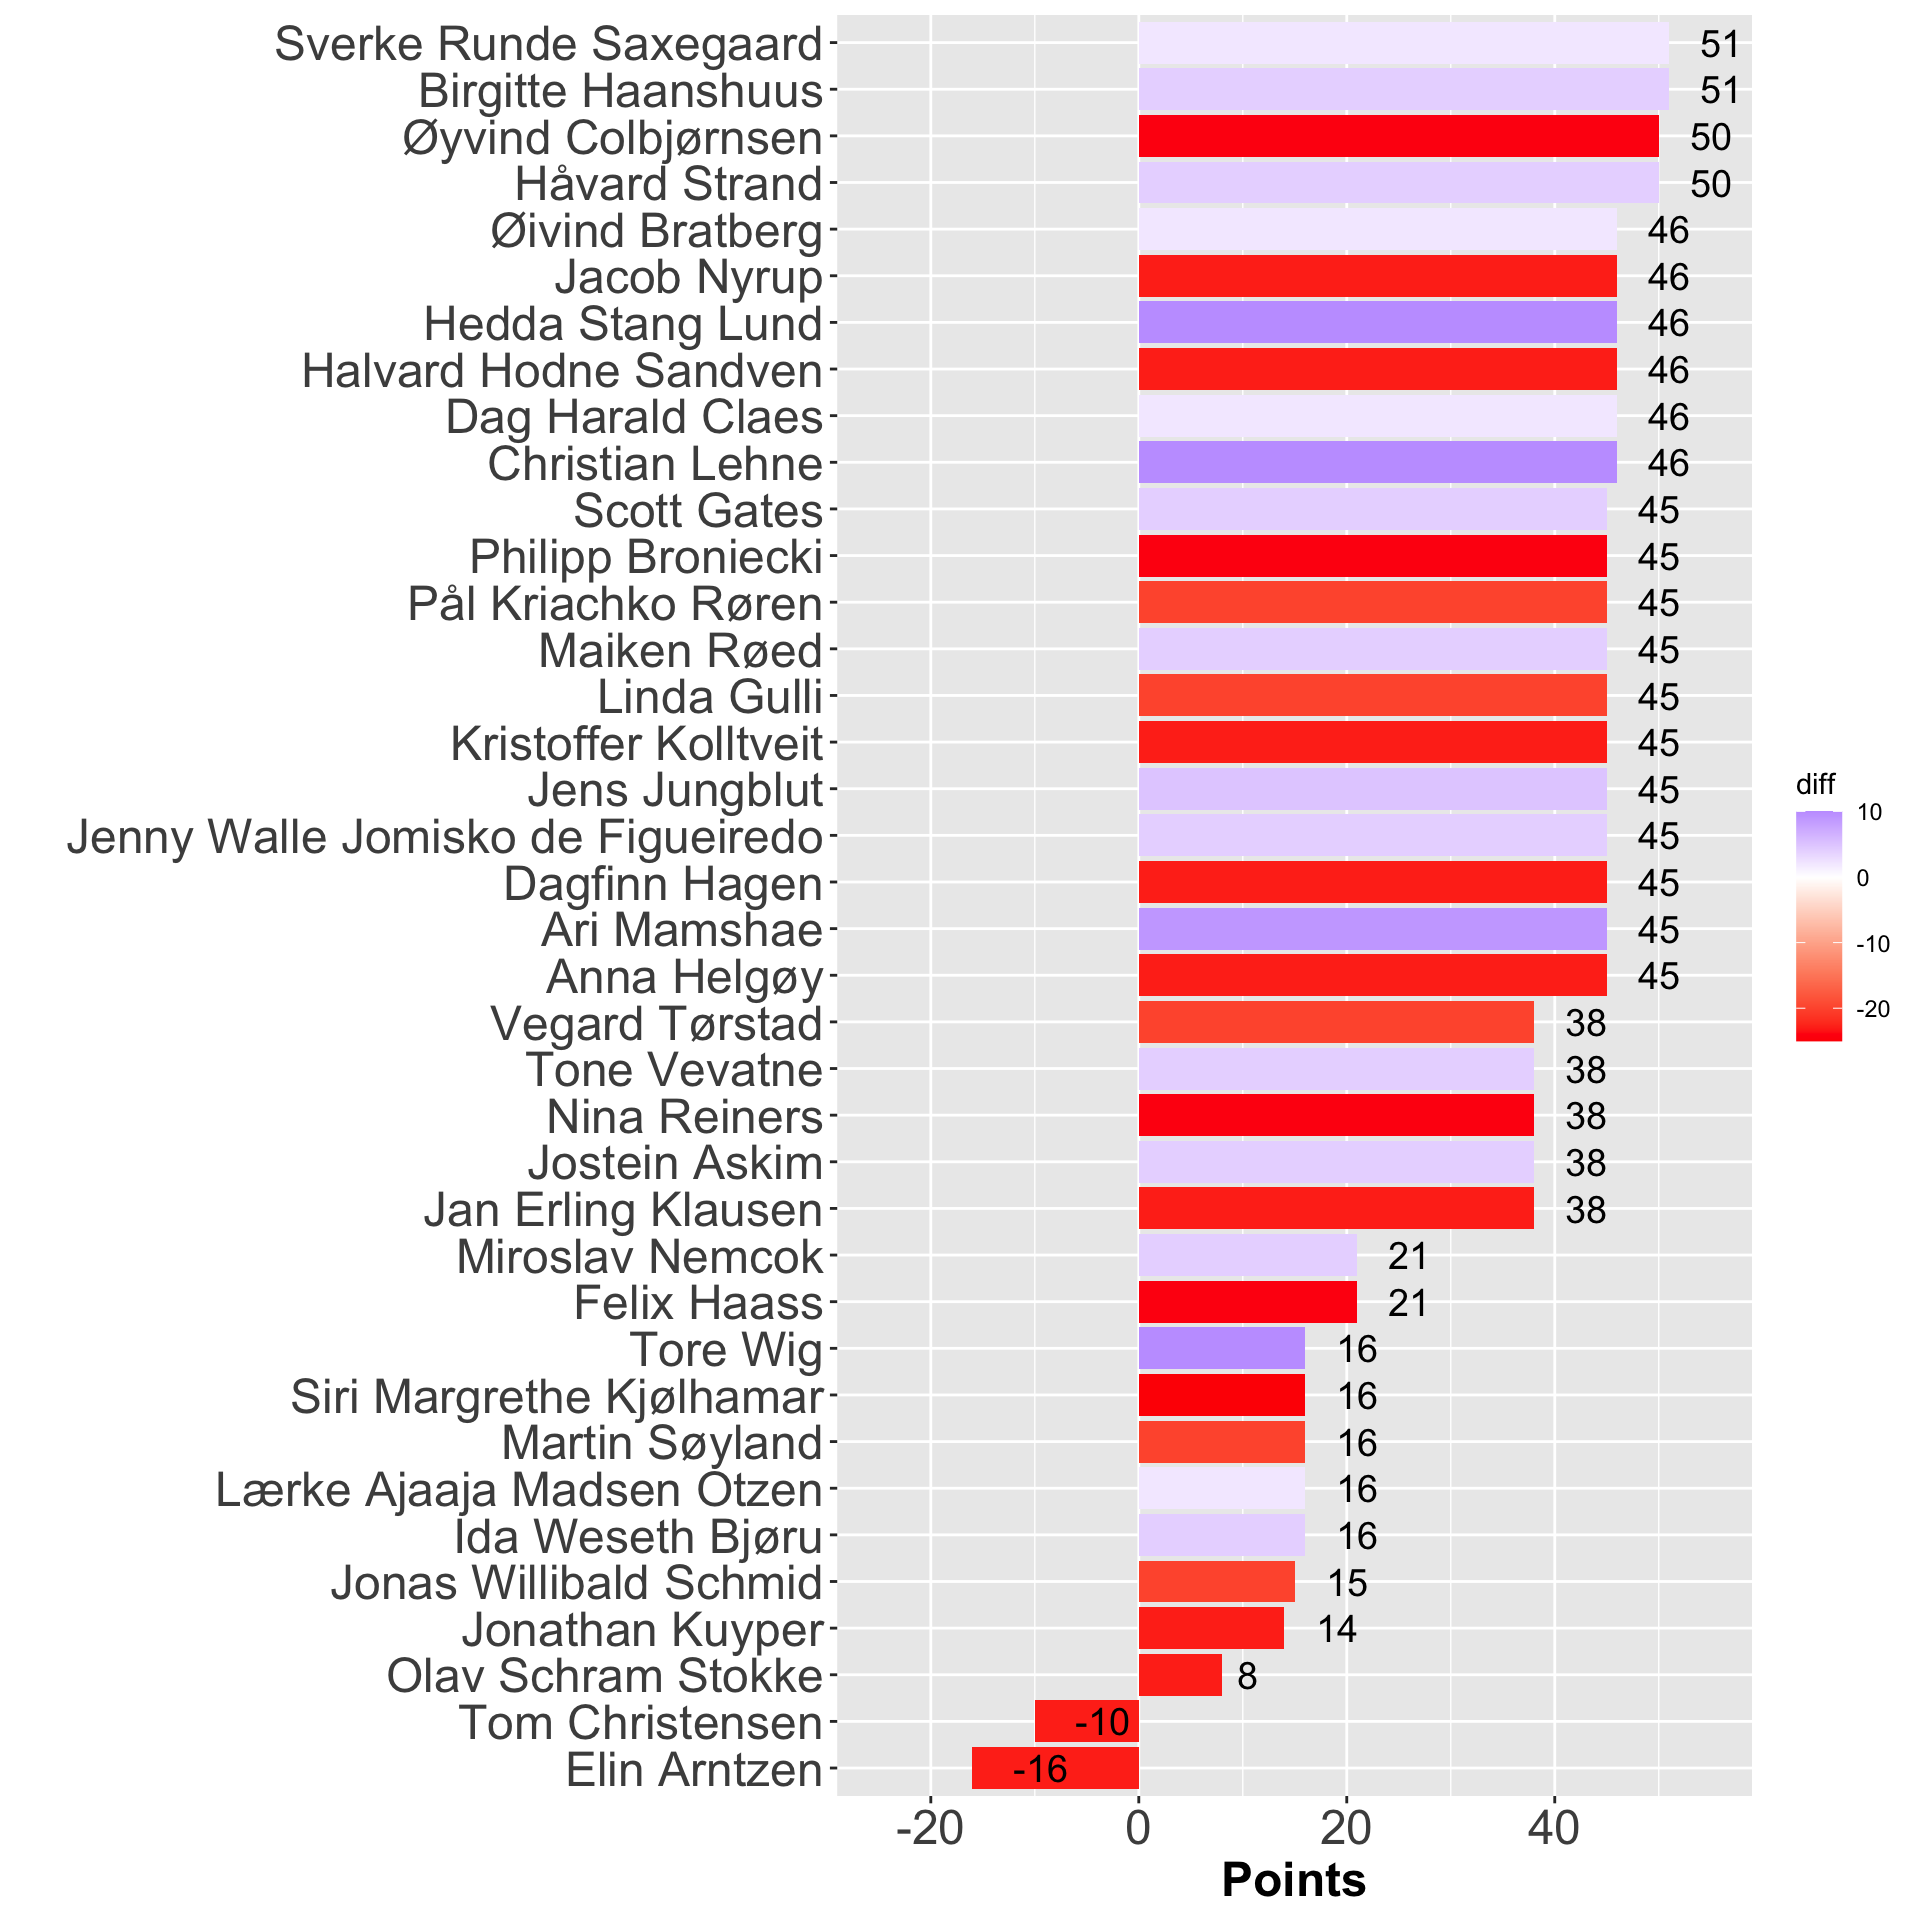 Sverke Runde Saxegaard 51
Birgitte Haanshuus 51
Øyvind Colbjørnsen 50
Håvard Strand 50
Øivind Bratberg 46
Jacob Nyrup 46
Hedda Stang Lund 46
Halvard Hodne Sandven 46
Dag Harald Claes 46
Christian Lehne 46
Scott Gates 45
Philipp Broniecki 45
Pål Kriachko Røren 45
Maiken Røed 45
Linda Gulli 45
Kristoffer Kolltveit 45
Jens Jungblut 45
Jenny Walle Jomisko de Figueiredo 45
Dagfinn Hagen 45
Ari Mamshae 45
Anna Helgøy 45
Vegard Tørstad 38
Tone Vevatne 38
Nina Reiners 38
Jostein Askim 38
Jan Erling Klausen 38
Miroslav Nemcok 21
Felix Haass 21
Tore Wig 16
Siri Margrethe Kjølhamar 16
Martin Søyland 16
Lærke Ajaaja Madsen Otzen 16
Ida Weseth Bjøru 16
Jonas Willibald Schmid 15
Jonathan Kuyper 14
Olav Schram Stokke 8
Tom Christensen -10
Elin Arntzen -16
-20 0 20 40
Points
diff
10
0
-10
-20